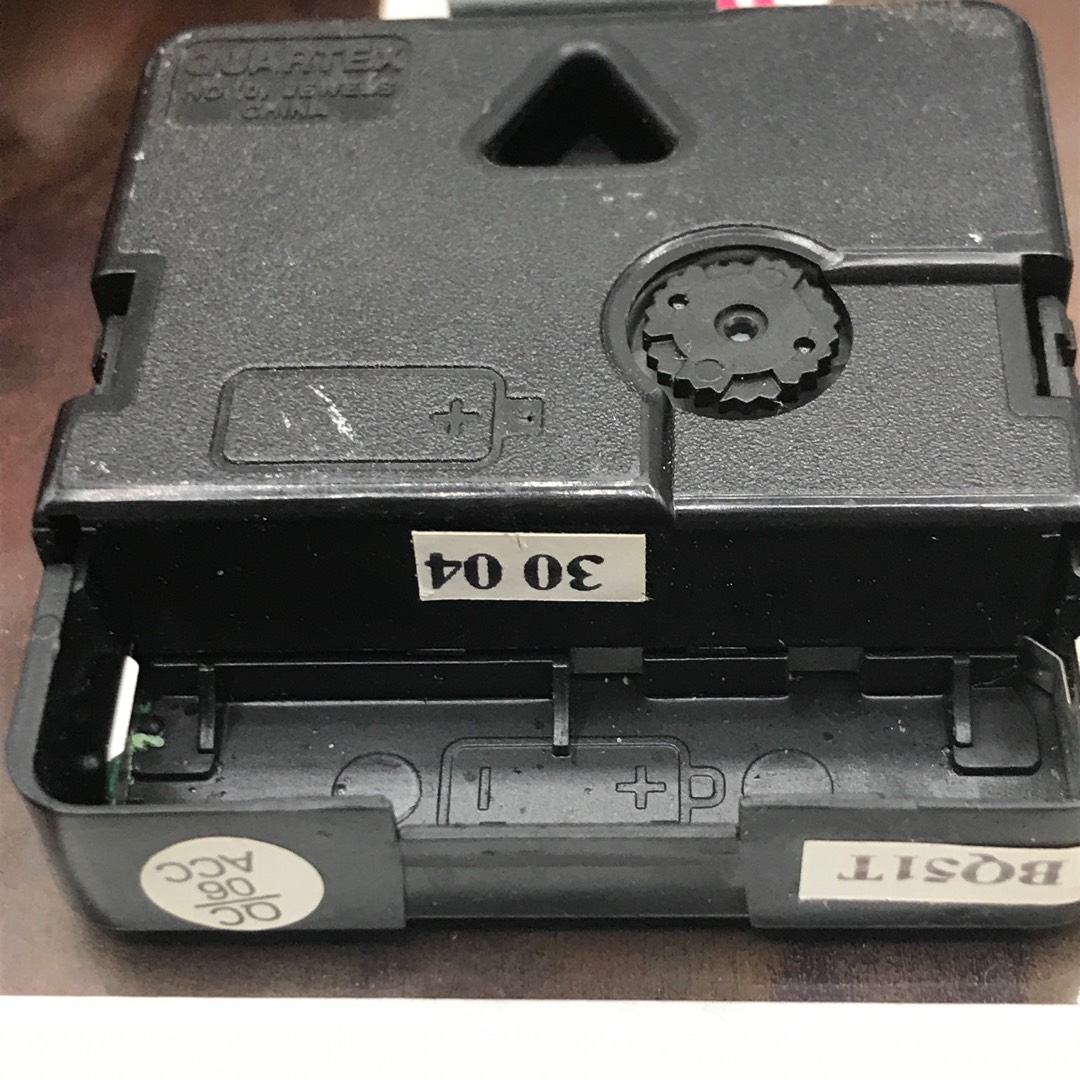 QUARTEX
NO (0) JEWELS
CHINA
+
30 04
- +
QC
06
ACC
BQ51T